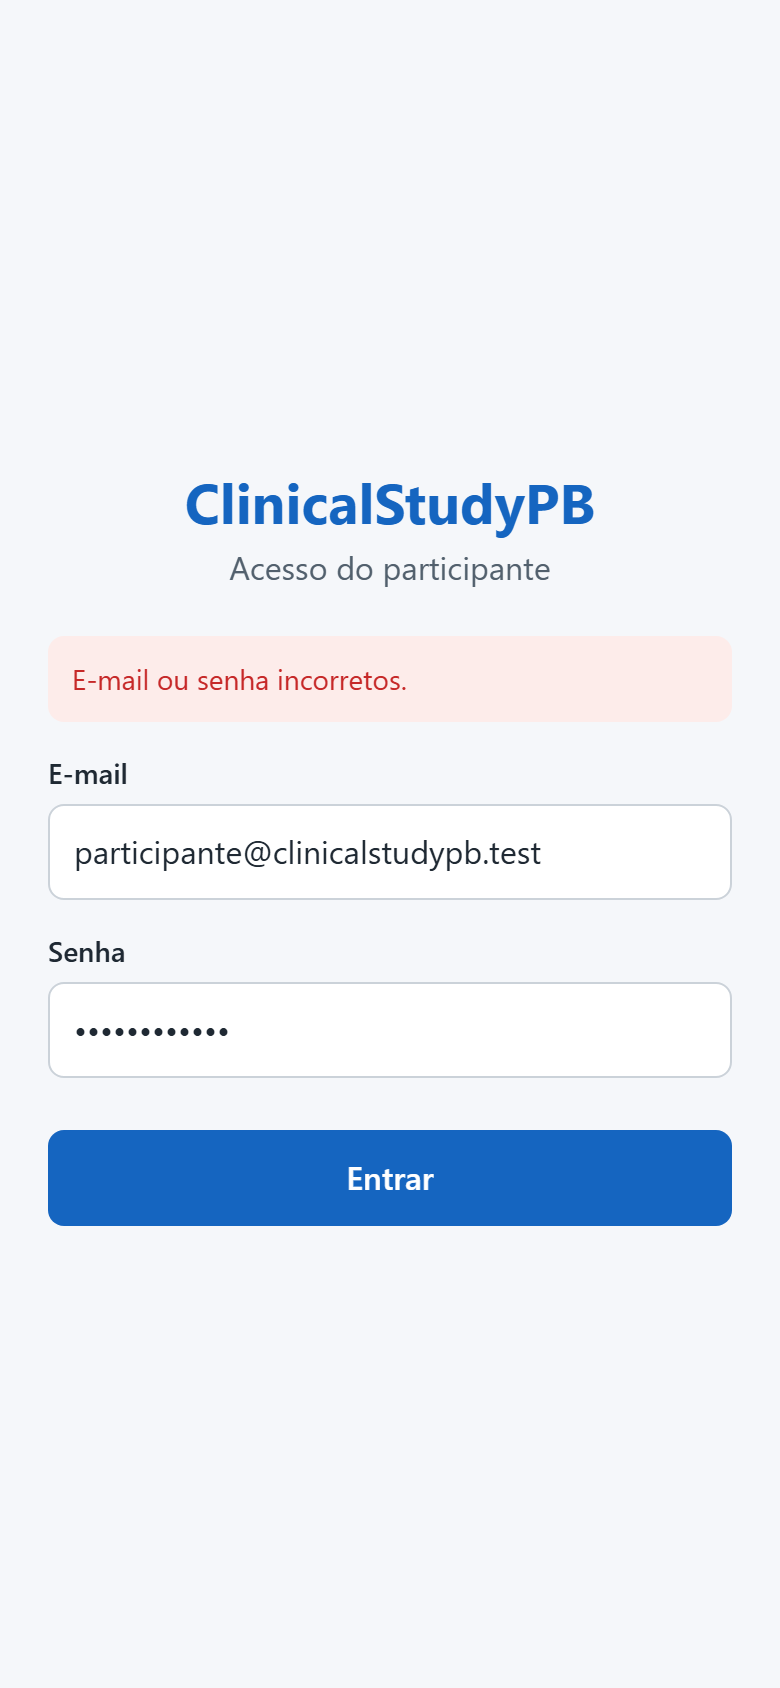 ClinicalStudyPB
Acesso do participante
E-mail ou senha incorretos.
E-mail
participante@clinicalstudypb.test
Senha
••••••••••••
Entrar